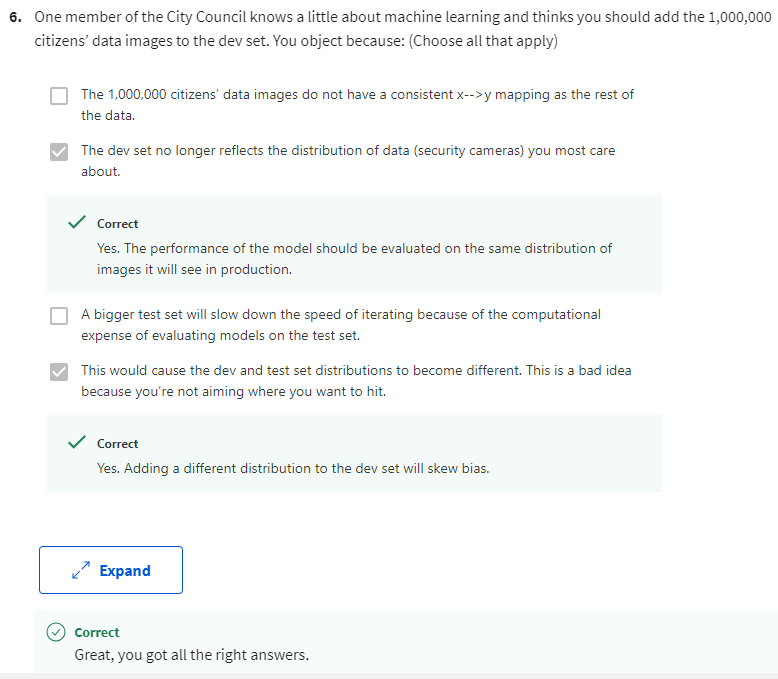 6. One member of the City Council knows a little about machine learning and thinks you should add the 1,000,000
citizens' data images to the dev set. You object because: (Choose all that apply)
The 1,000,000 citizens' data images do not have a consistent x-->y mapping as the rest of
the data.
The dev set no longer reflects the distribution of data (security cameras) you most care
about.
Correct
Yes. The performance of the model should be evaluated on the same distribution of
images it will see in production.
A bigger test set will slow down the speed of iterating because of the computational
expense of evaluating models on the test set.
This would cause the dev and test set distributions to become different. This is a bad idea
because you're not aiming where you want to hit.
Correct
Yes. Adding a different distribution to the dev set will skew bias.
Expand
Correct
Great, you got all the right answers.